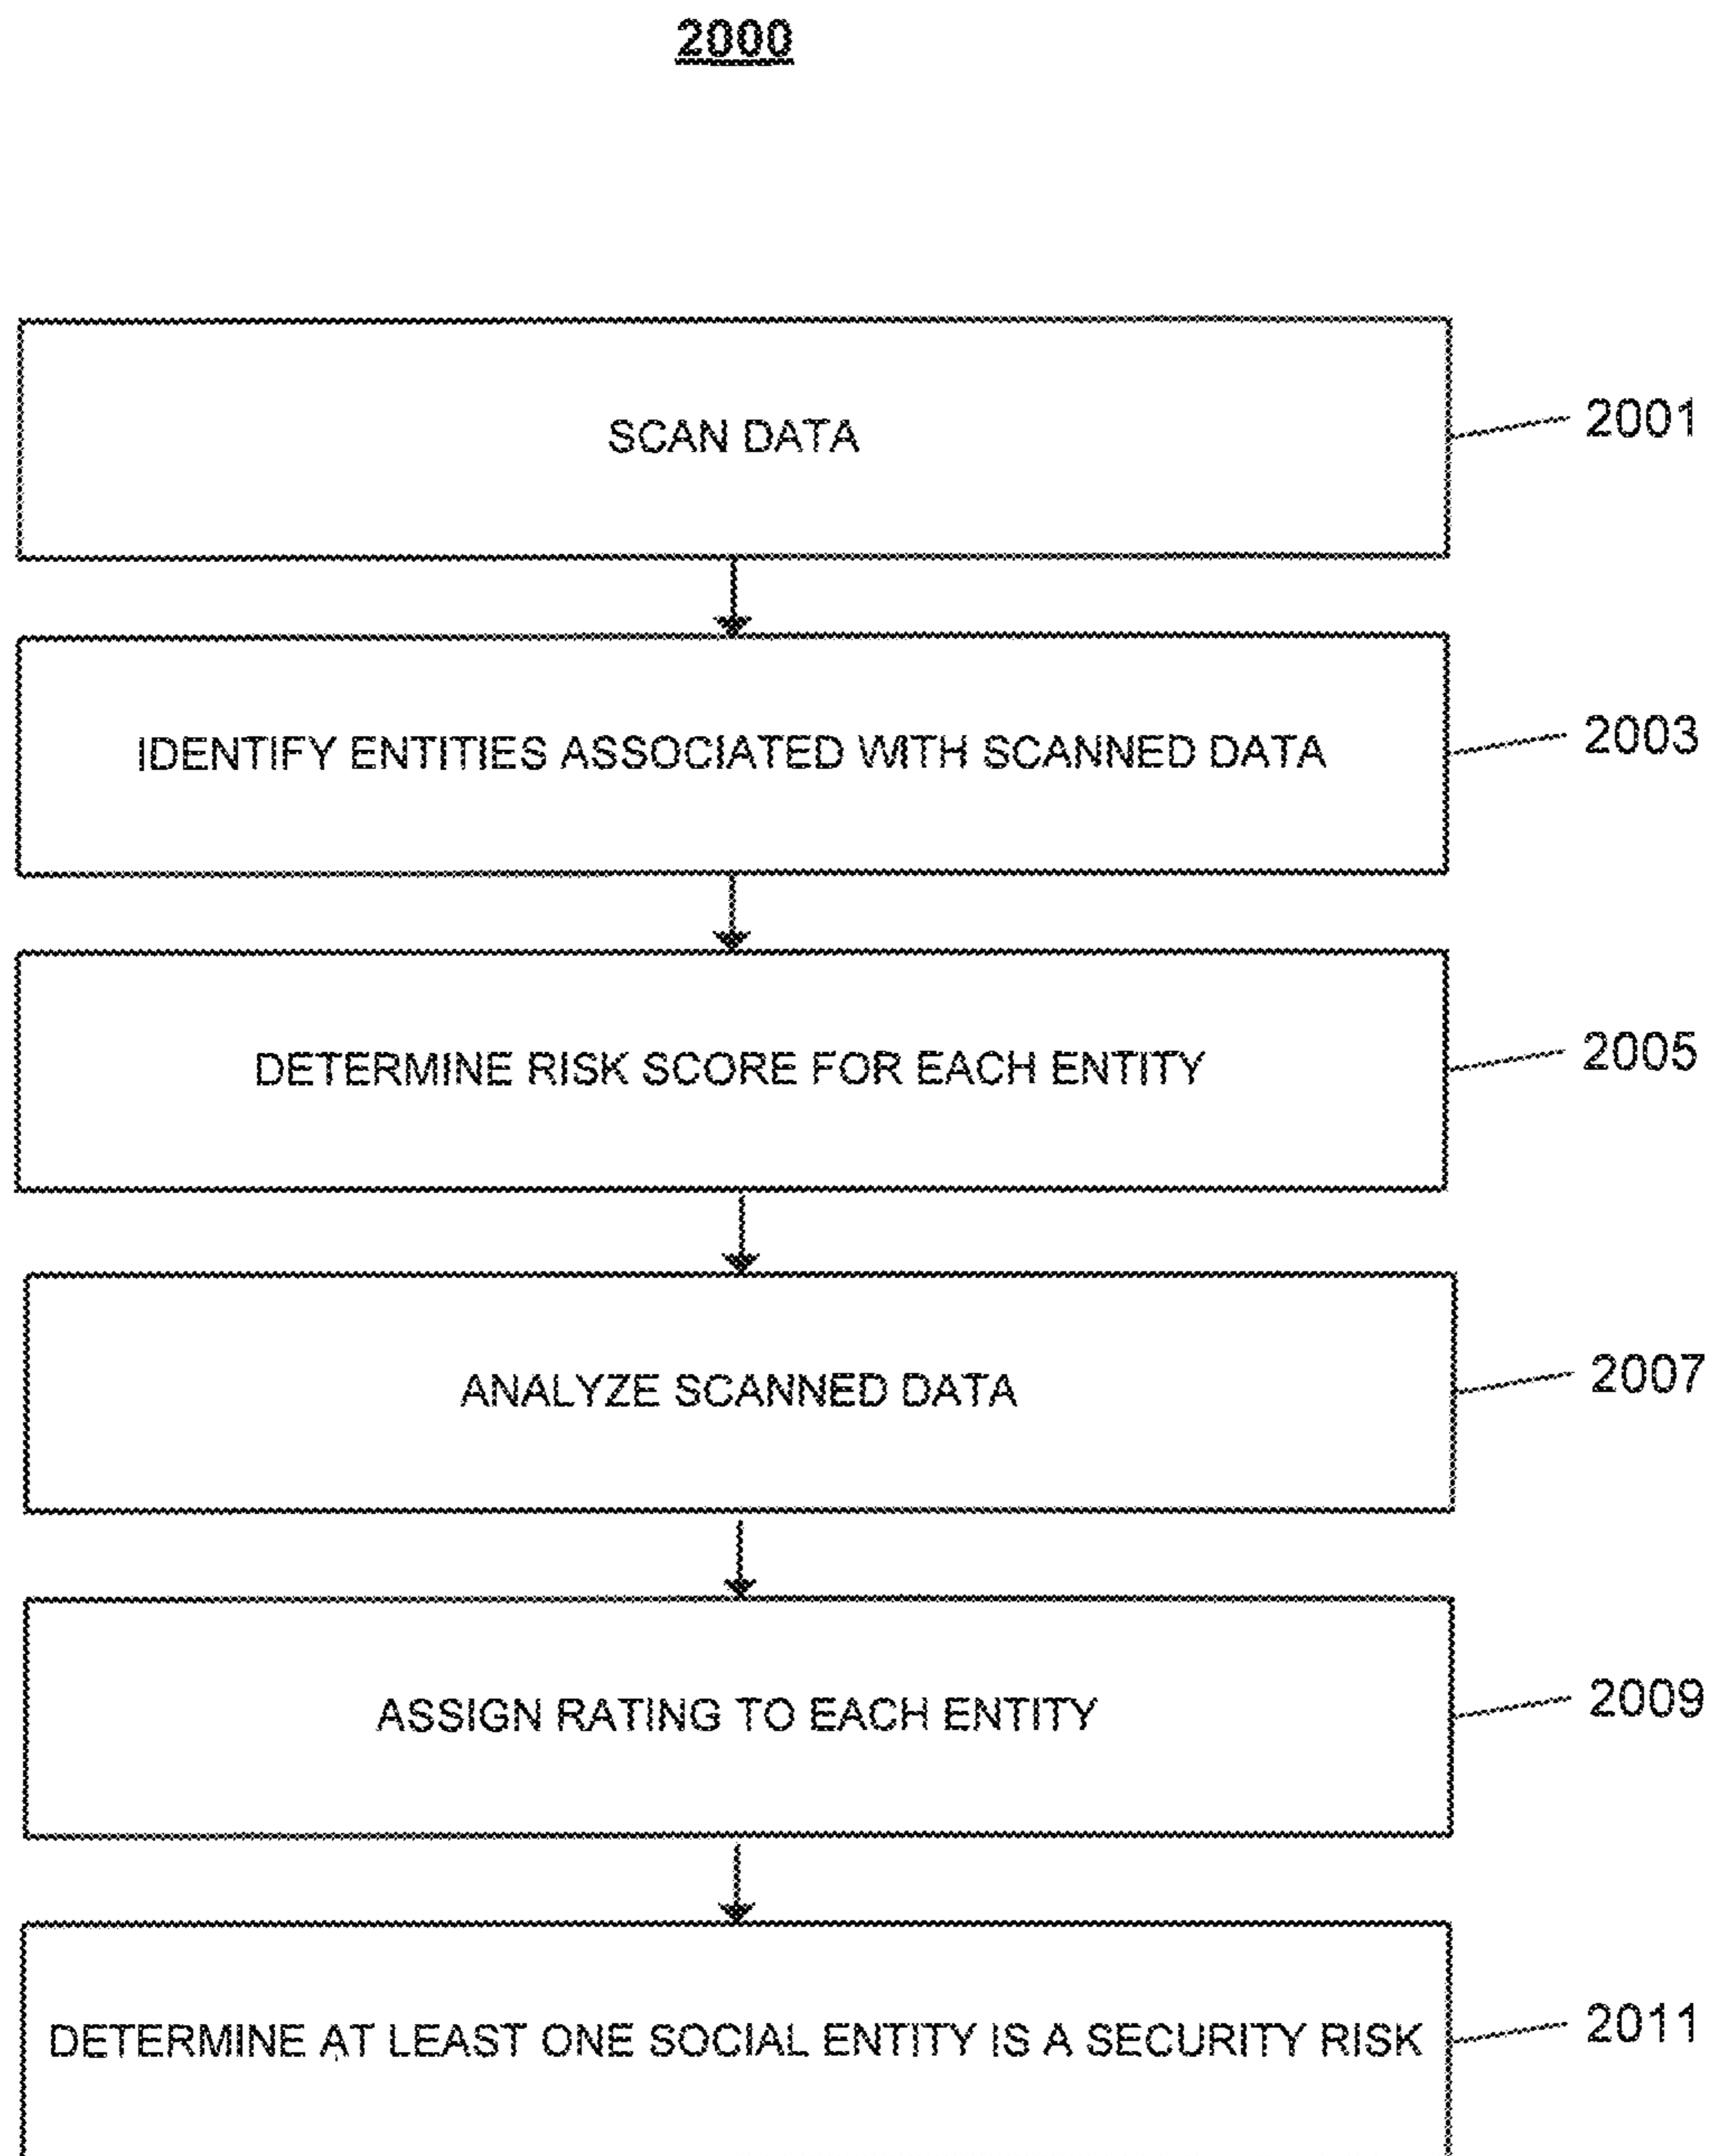 2000
SCAN DATA
2001
IDENTIFY ENTITIES ASSOCIATED WITH SCANNED DATA
2003
DETERMINE RISK SCORE FOR EACH ENTITY
2005
ANALYZE SCANNED DATA
2007
ASSIGN RATING TO EACH ENTITY
2009
DETERMINE AT LEAST ONE SOCIAL ENTITY IS A SECURITY RISK
2011